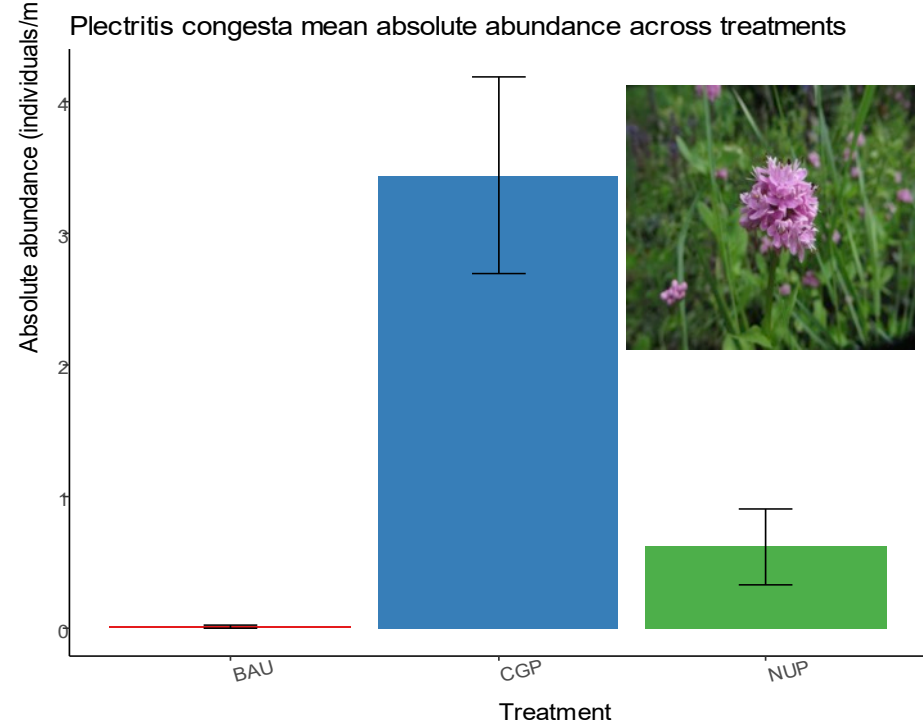 Plectritis congesta mean absolute abundance across treatments
Absolute abundance (individuals/m
4
3
2
1
0
BAU
CGP
NUP
Treatment